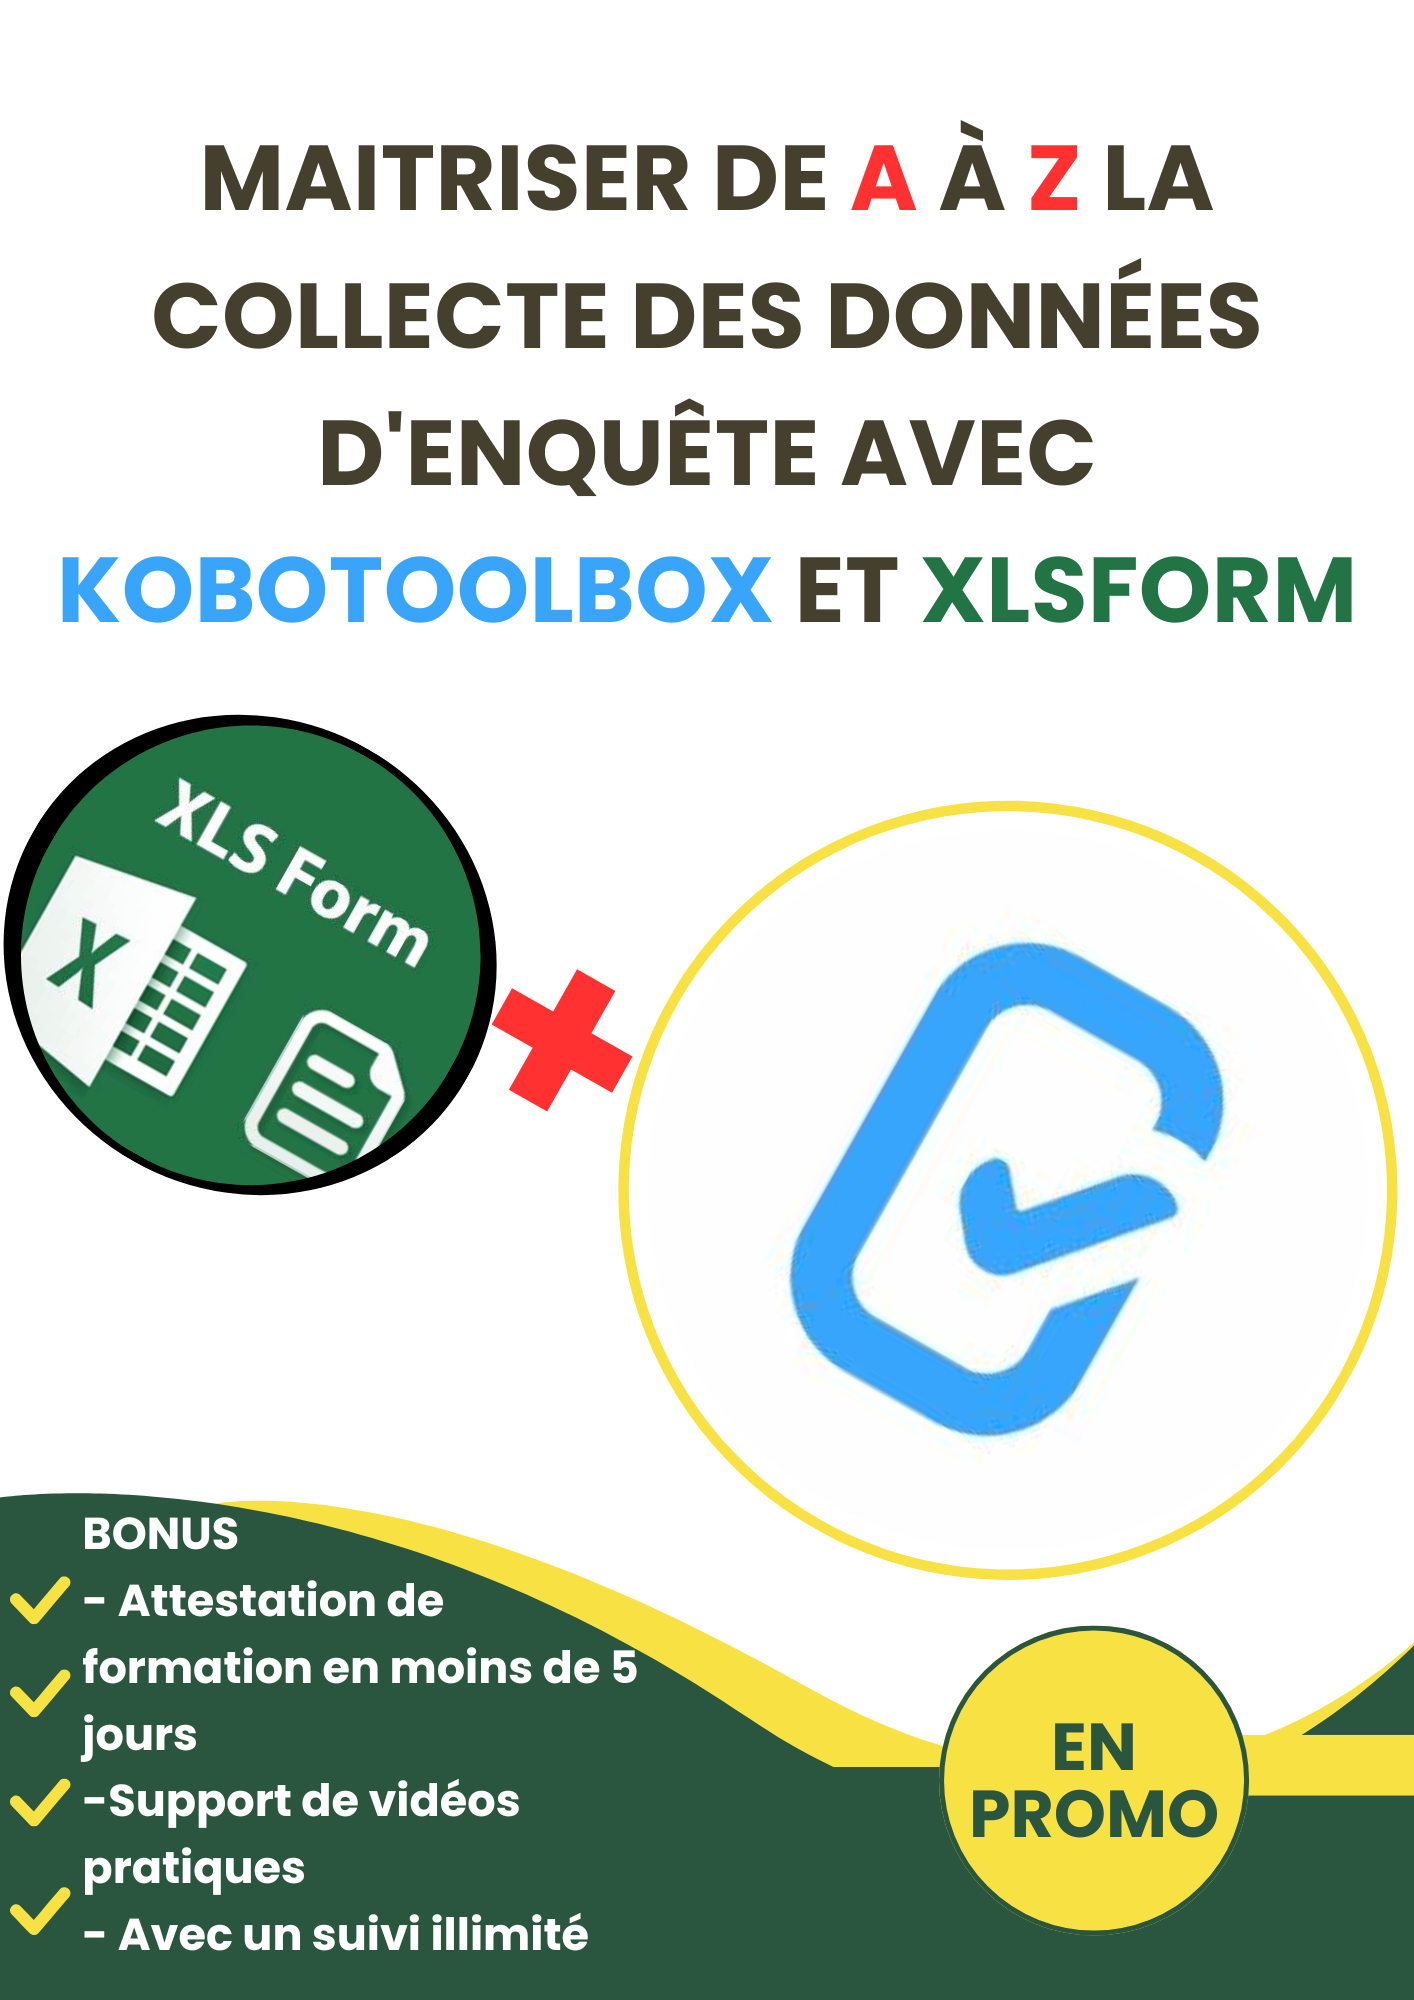 MAITRISER DE A À Z LA
COLLECTE DES DONNÉES
D'ENQUÊTE AVEC
KOBOTOOLBOX ET XLSFORM
XLS Form
X
BONUS
- Attestation de
formation en moins de 5
jours
-Support de vidéos
pratiques
- Avec un suivi illimité
EN
PROMO